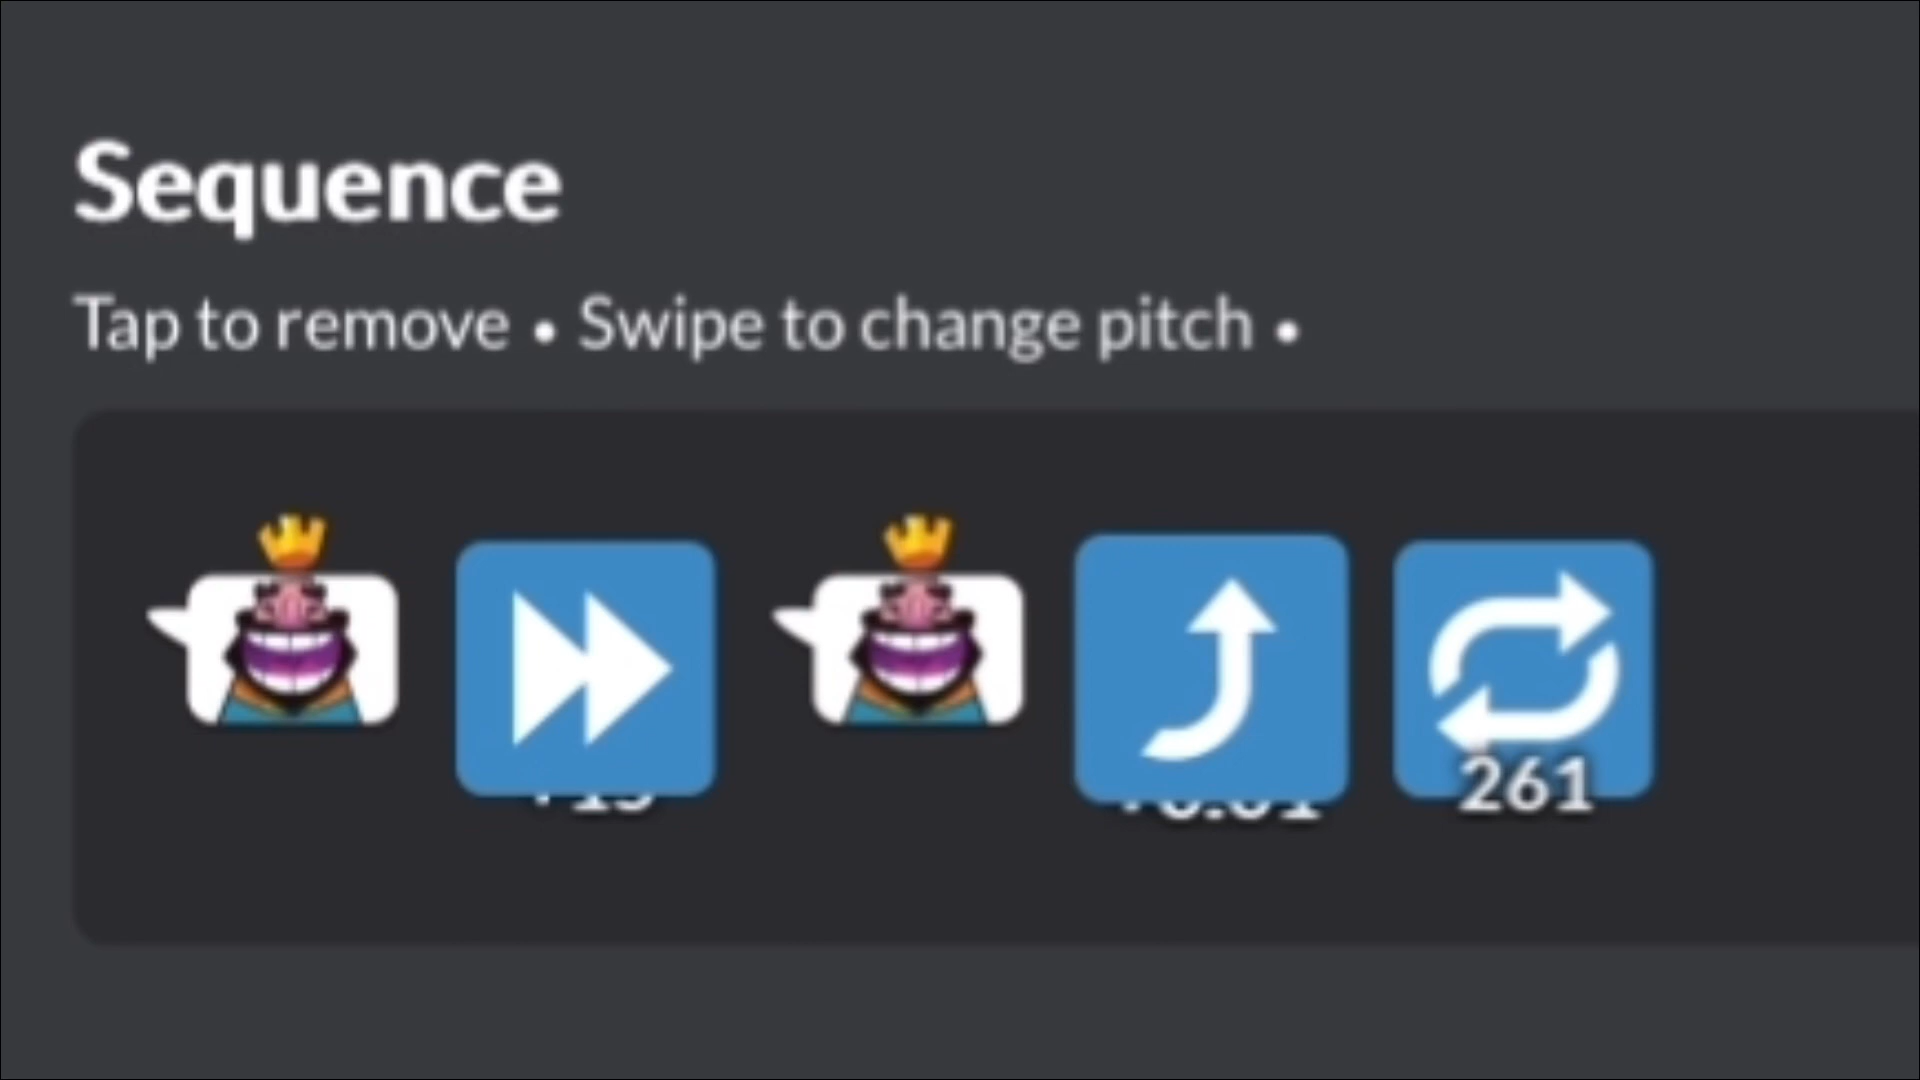 Sequence
Tap to remove • Swipe to change pitch •
261